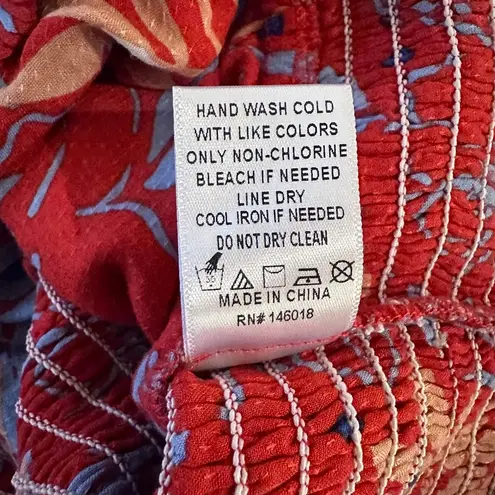 HAND WASH COLD
WITH LIKE COLORS
ONLY NON-CHLORINE
BLEACH IF NEEDED
LINE DRY
COOL IRON IF NEEDED
DO NOT DRY CLEAN
MADE IN CHINA
RN# 146018